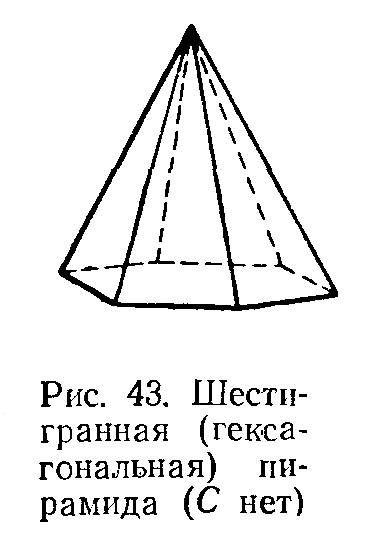 Рис. 43. Шести-
гранная (гекса-
гональная) пи-
рамида (С нет)